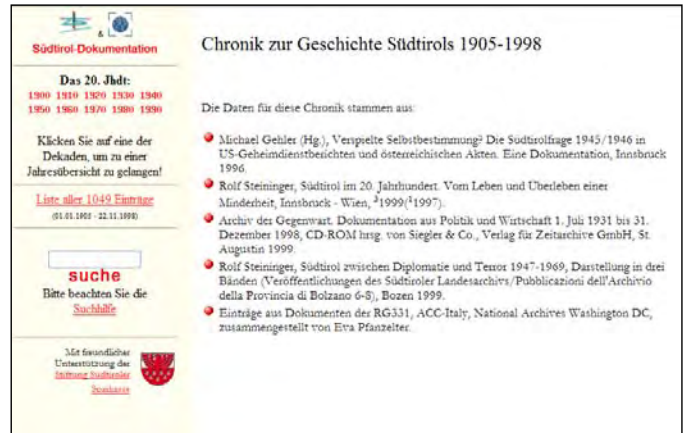 &
Südtirol-Dokumentation
Das 20. Jhdt:
1900 1910 1920 1930 1940
1950 1960 1970 1980 1990
Klicken Sie auf eine der
Dekaden, um zu einer
Jahresübersicht zu gelangen!
Liste aller 1049 Einträge
(01.01.1905 - 22.11.1998)
suche
Bitte beachten Sie die
Suchhilfe
Mit freundlicher
Unterstützung der
Stiftung Südtiroler
Sparkasse
Chronik zur Geschichte Südtirols 1905-1998
Die Daten für diese Chronik stammen aus:
Michael Gehler (Hg.), Verspielte Selbstbestimmung? Die Südtirolfrage 1945/1946 in
US-Geheimdienstberichten und österreichischen Akten. Eine Dokumentation, Innsbruck
1996.
Rolf Steininger, Südtirol im 20. Jahrhundert. Vom Leben und Überleben einer
Minderheit, Innsbruck - Wien, ³1999(¹1997).
Archiv der Gegenwart. Dokumentation aus Politik und Wirtschaft 1. Juli 1931 bis 31.
Dezember 1998, CD-ROM hrsg. von Siegler & Co., Verlag für Zeitarchive GmbH, St.
Augustin 1999.
Rolf Steininger, Südtirol zwischen Diplomatie und Terror 1947-1969, Darstellung in drei
Bänden (Veröffentlichungen des Südtiroler Landesarchivs/Pubblicazioni dell'Archivio
della Provincia di Bolzano 6-8), Bozen 1999.
Einträge aus Dokumenten der RG331, ACC-Italy, National Archives Washington DC,
zusammengestellt von Eva Pfanzelter.